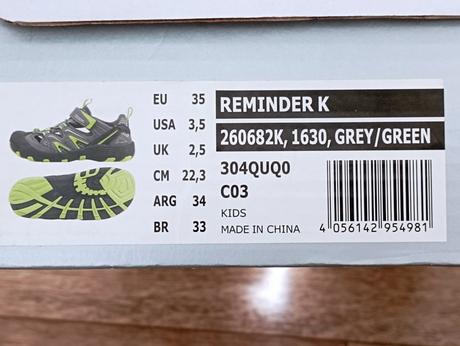 EU 35
USA 3,5
UK 2,5
CM 22,3
ARG 34
BR 33
REMINDER K
260682K, 1630, GREY/GREEN
304QUQ0
C03
KIDS
MADE IN CHINA
4 056142 954981